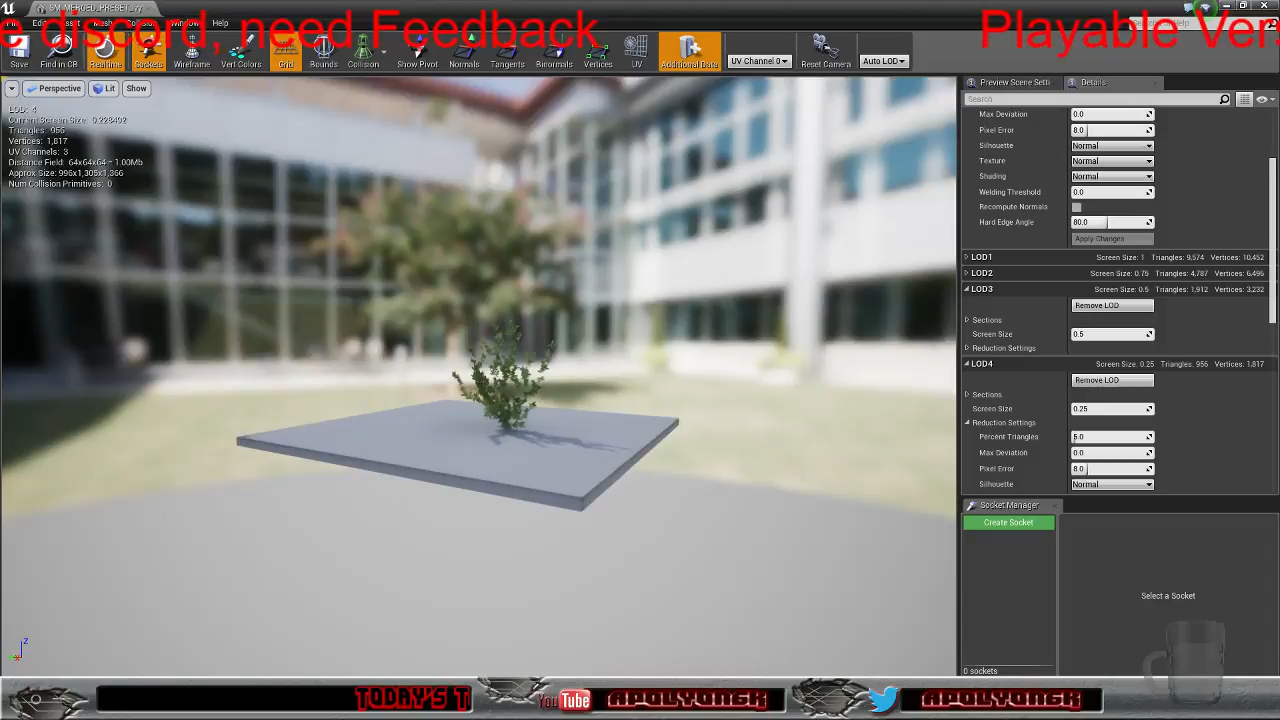 SM_MERGED_PRESET_Ivy
Window Help
e discord, need Feedback
Playable Vers
Save
Find in CB
Realtime
Sockets
Wireframe
Vert Colors
Grid
Bounds
Collision
Show Pivot
Normals
Tangents
Binormals
Vertices
UV
Additional Data
UV Channel 0
Reset Camera
Auto LOD
Perspective
Lit
Show
LOD: 4
Current Screen Size: 0.228402
Triangles: 956
Vertices: 1,817
UV Channels: 3
Distance Field: 64x64x64 = 1.00Mb
Approx Size: 996x1,305x1,366
Num Collision Primitives: 0
Preview Scene Setti
Details
Search
Max Deviation 0.0
Pixel Error 8.0
Silhouette Normal
Texture Normal
Shading Normal
Welding Threshold 0.0
Recompute Normals
Hard Edge Angle 80.0
Apply Changes
LOD1 Screen Size: 1 Triangles: 9,574 Vertices: 10,452
LOD2 Screen Size: 0.75 Triangles: 4,787 Vertices: 6,496
LOD3 Screen Size: 0.5 Triangles: 1,912 Vertices: 3,232
Remove LOD
Sections
Screen Size 0.5
Reduction Settings
LOD4 Screen Size: 0.25 Triangles: 956 Vertices: 1,817
Remove LOD
Sections
Screen Size 0.25
Reduction Settings
Percent Triangles 5.0
Max Deviation 0.0
Pixel Error 8.0
Silhouette Normal
Socket Manager
Create Socket
Select a Socket
0 sockets
Z
TODAY'S T
YouTube
APOLYONGK
APOLYONGK